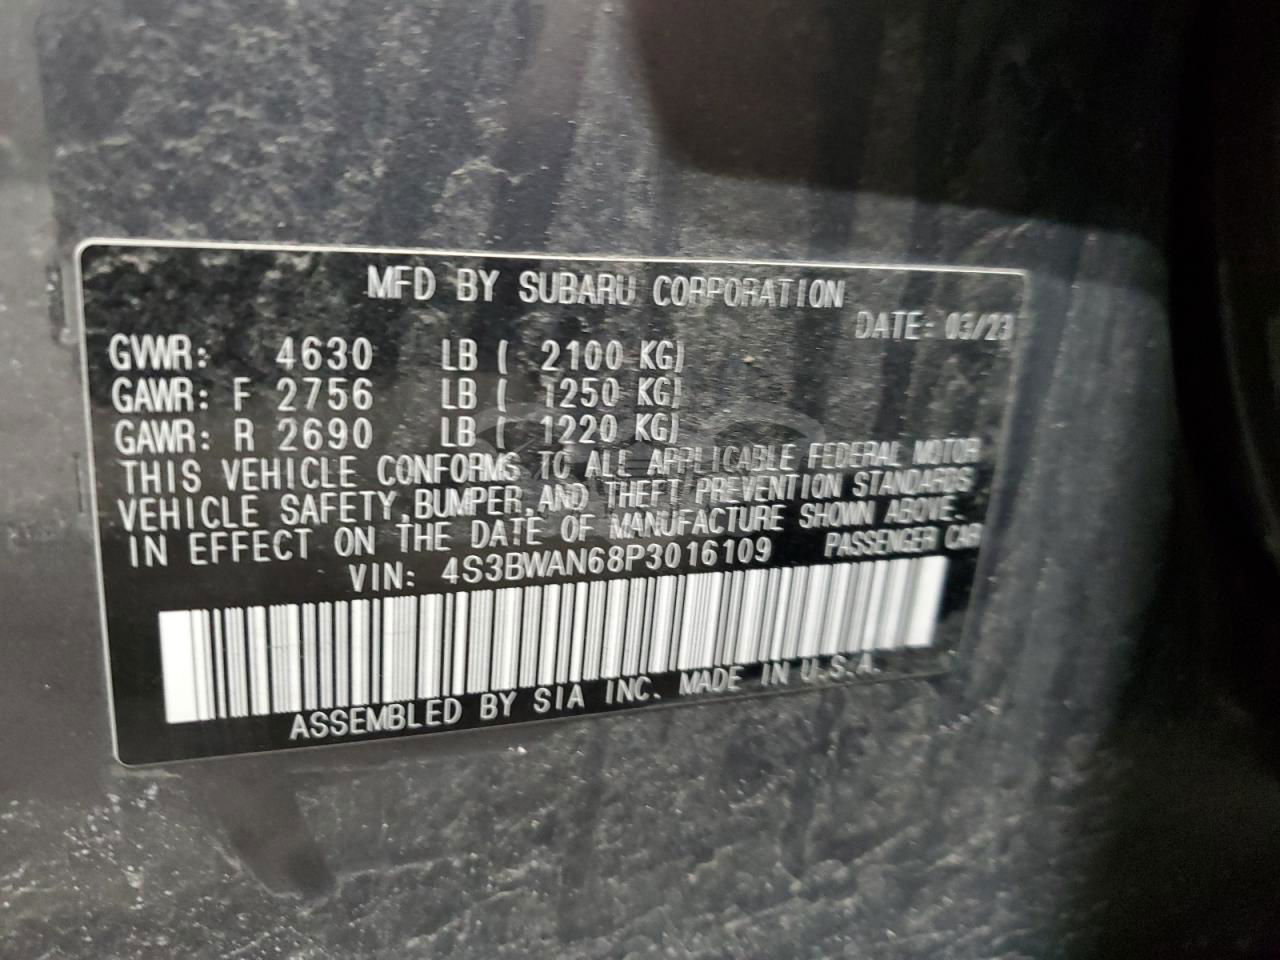 MFD BY SUBARU CORPORATION
DATE: 03/23
GVWR: 4630 LB ( 2100 KG)
GAWR: F 2756 LB ( 1250 KG)
GAWR: R 2690 LB ( 1220 KG)
THIS VEHICLE CONFORMS TO ALL APPLICABLE FEDERAL MOTOR
VEHICLE SAFETY, BUMPER, AND THEFT PREVENTION STANDARDS
IN EFFECT ON THE DATE OF MANUFACTURE SHOWN ABOVE.
VIN: 4S3BWAN68P3016109 PASSENGER CAR
ASSEMBLED BY SIA INC. MADE IN U.S.A.